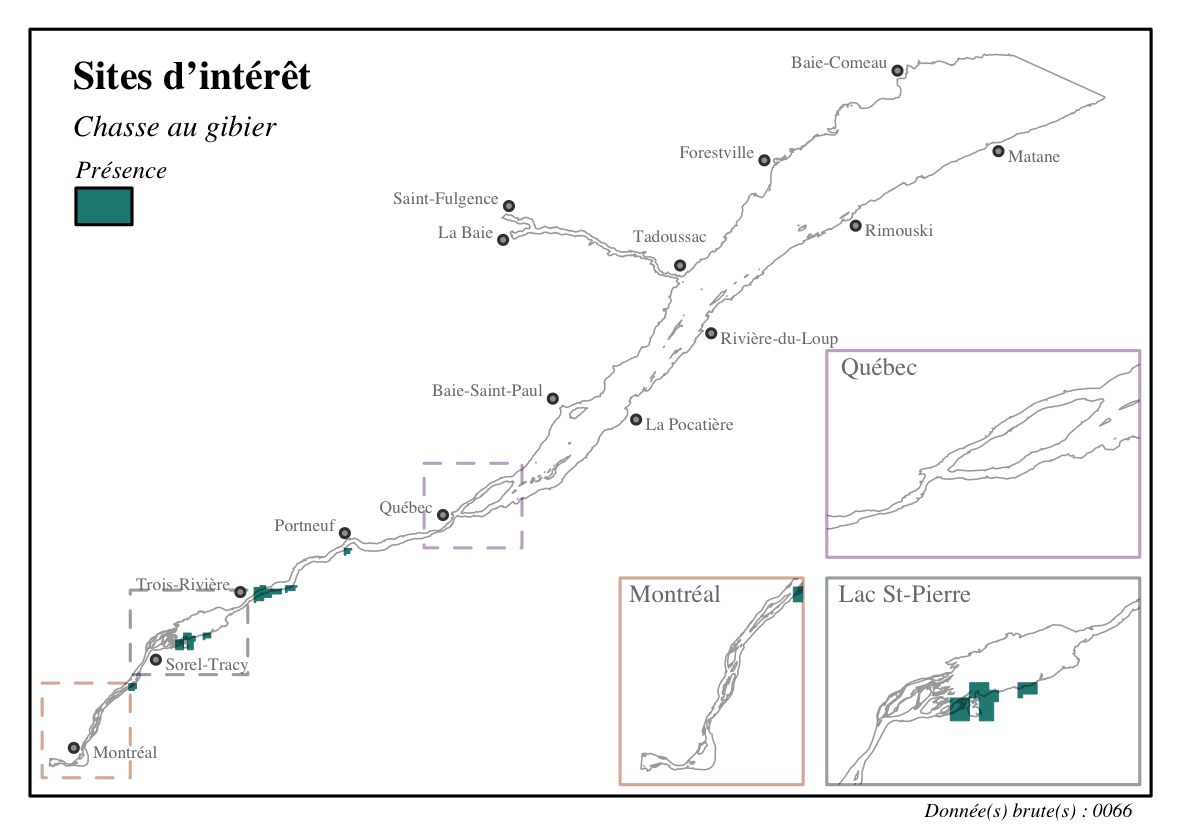 Sites d’intérêt
Chasse au gibier
Présence
Baie-Comeau
Forestville
Matane
Saint-Fulgence
La Baie
Tadoussac
Rimouski
Rivière-du-Loup
Baie-Saint-Paul
La Pocatière
Québec
Québec
Portneuf
Trois-Rivière
Sorel-Tracy
Montréal
Montréal
Lac St-Pierre
Donnée(s) brute(s) : 0066